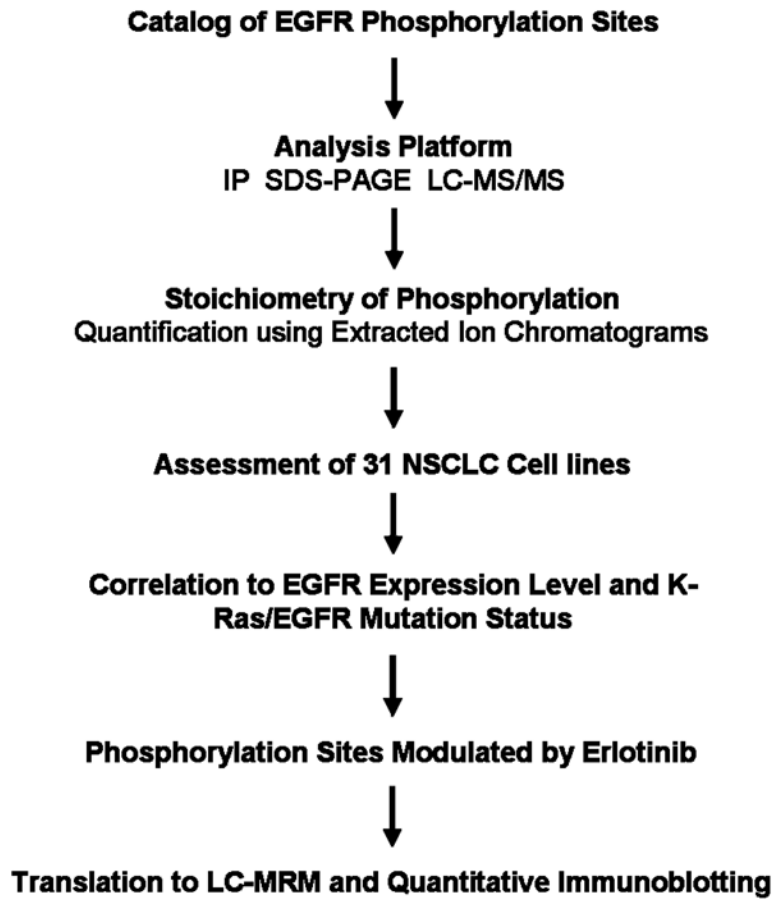 Catalog of EGFR Phosphorylation Sites
Analysis Platform
IP SDS-PAGE LC-MS/MS
Stoichiometry of Phosphorylation
Quantification using Extracted Ion Chromatograms
Assessment of 31 NSCLC Cell lines
Correlation to EGFR Expression Level and K-
Ras/EGFR Mutation Status
Phosphorylation Sites Modulated by Erlotinib
Translation to LC-MRM and Quantitative Immunoblotting